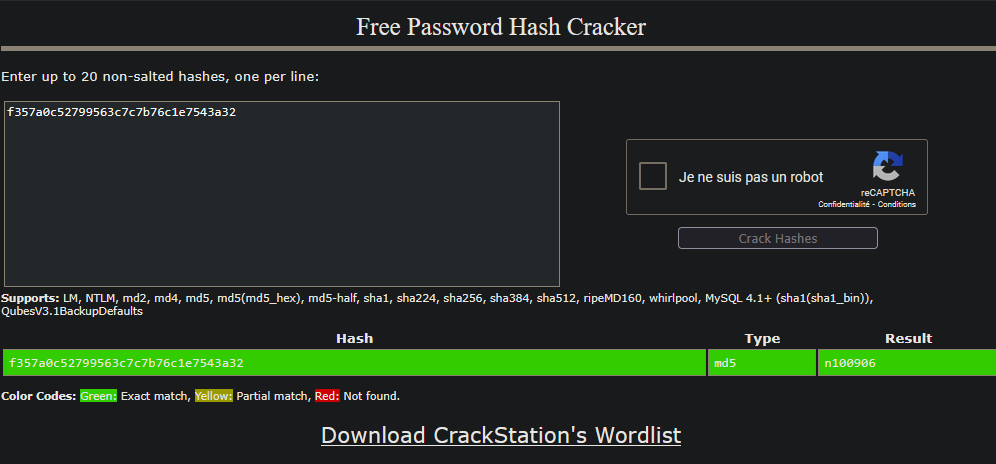 Free Password Hash Cracker
Enter up to 20 non-salted hashes, one per line:
f357a0c52799563c7c7b76c1e7543a32
Je ne suis pas un robot
reCAPTCHA
Confidentialité - Conditions
Crack Hashes
Supports: LM, NTLM, md2, md4, md5, md5(md5_hex), md5-half, sha1, sha224, sha256, sha384, sha512, ripeMD160, whirlpool, MySQL 4.1+ (sha1(sha1_bin)),
QubesV3.1BackupDefaults
Hash Type Result
f357a0c52799563c7c7b76c1e7543a32 md5 n100906
Color Codes: Green: Exact match, Yellow: Partial match, Red: Not found.
Download CrackStation's Wordlist